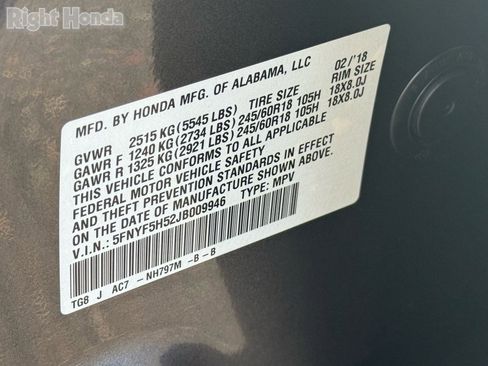 Right Honda
MFD. BY HONDA MFG. OF ALABAMA, LLC 02/'18
GVWR 2515 KG (5545 LBS) TIRE SIZE RIM SIZE
GAWR F 1240 KG (2734 LBS) 245/60R18 105H 18X8.0J
GAWR R 1325 KG (2921 LBS) 245/60R18 105H 18X8.0J
THIS VEHICLE CONFORMS TO ALL APPLICABLE
FEDERAL MOTOR VEHICLE SAFETY
AND THEFT PREVENTION STANDARDS IN EFFECT
ON THE DATE OF MANUFACTURE SHOWN ABOVE.
V.I.N.: 5FNYF5H52JB009946 TYPE: MPV
TG8 J AC7 -NH797M -B -B